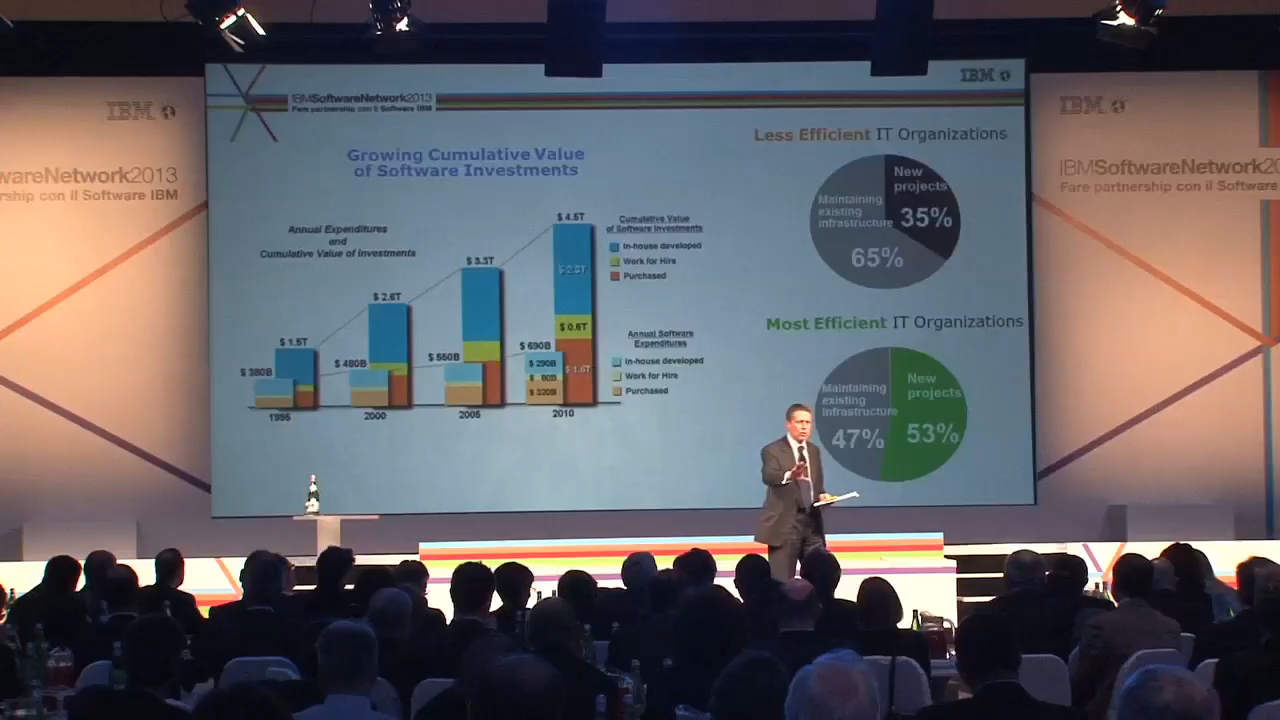 IBM
wareNetwork2013
rship con il Software IBM
IBMSoftwareNetwork2013
Fare partnership con il Software IBM
IBM
IBM
IBMSoftwareNetwork20
Fare partnership con il Software
Growing Cumulative Value
of Software Investments
Annual Expenditures
and
Cumulative Value of Investments
$ 1.5T
$ 380B
1995
$ 2.6T
$ 480B
2000
$ 3.3T
2005
$ 4.5T
$ 0.6T
$ 1.6T
$ 690B
$ 290B
80B
$ 320B
2010
Cumulative Value
of Software Investments
In-house developed
Work for Hire
Purchased
Annual Software
Expenditures
In-house developed
Work for Hire
Purchased
Less Efficient IT Organizations
New
projects
35%
Maintaining
existing
infrastructure
65%
Most Efficient IT Organizations
Maintaining
existing
infrastructure
47%
New
projects
53%